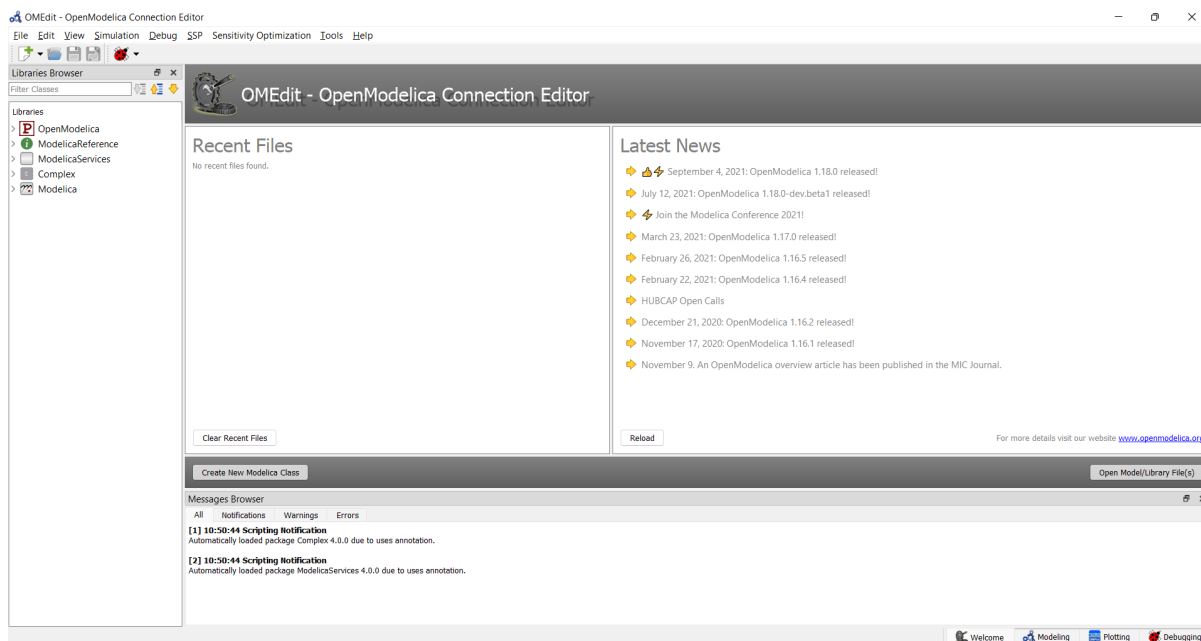 OMEdit - OpenModelica Connection Editor
File Edit View Simulation Debug SSP Sensitivity Optimization Tools Help
Libraries Browser
Filter Classes
Libraries
OpenModelica
ModelicaReference
ModelicaServices
Complex
Modelica
OMEdit - OpenModelica Connection Editor
Recent Files
No recent files found.
Clear Recent Files
Latest News
September 4, 2021: OpenModelica 1.18.0 released!
July 12, 2021: OpenModelica 1.18.0-dev.beta1 released!
Join the Modelica Conference 2021!
March 23, 2021: OpenModelica 1.17.0 released!
February 26, 2021: OpenModelica 1.16.5 released!
February 22, 2021: OpenModelica 1.16.4 released!
HUBCAP Open Calls
December 21, 2020: OpenModelica 1.16.2 released!
November 17, 2020: OpenModelica 1.16.1 released!
November 9. An OpenModelica overview article has been published in the MIC Journal.
Reload
For more details visit our website www.openmodelica.org
Create New Modelica Class
Open Model/Library File(s)
Messages Browser
All Notifications Warnings Errors
[1] 10:50:44 Scripting Notification
Automatically loaded package Complex 4.0.0 due to uses annotation.
[2] 10:50:44 Scripting Notification
Automatically loaded package ModelicaServices 4.0.0 due to uses annotation.
Welcome Modeling Plotting Debugging